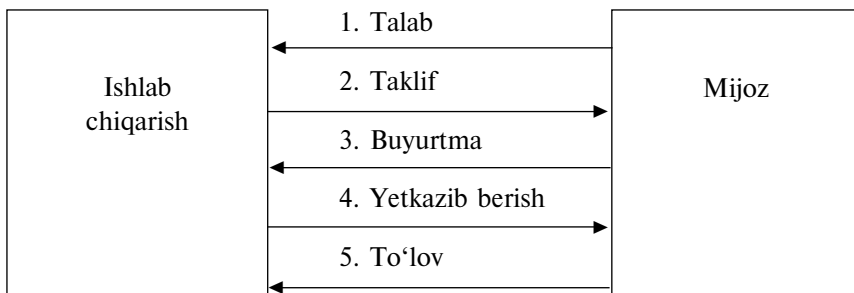 1. Talab
Ishlab
chiqarish
2. Taklif
Mijoz
3. Buyurtma
4. Yetkazib berish
5. To‘lov